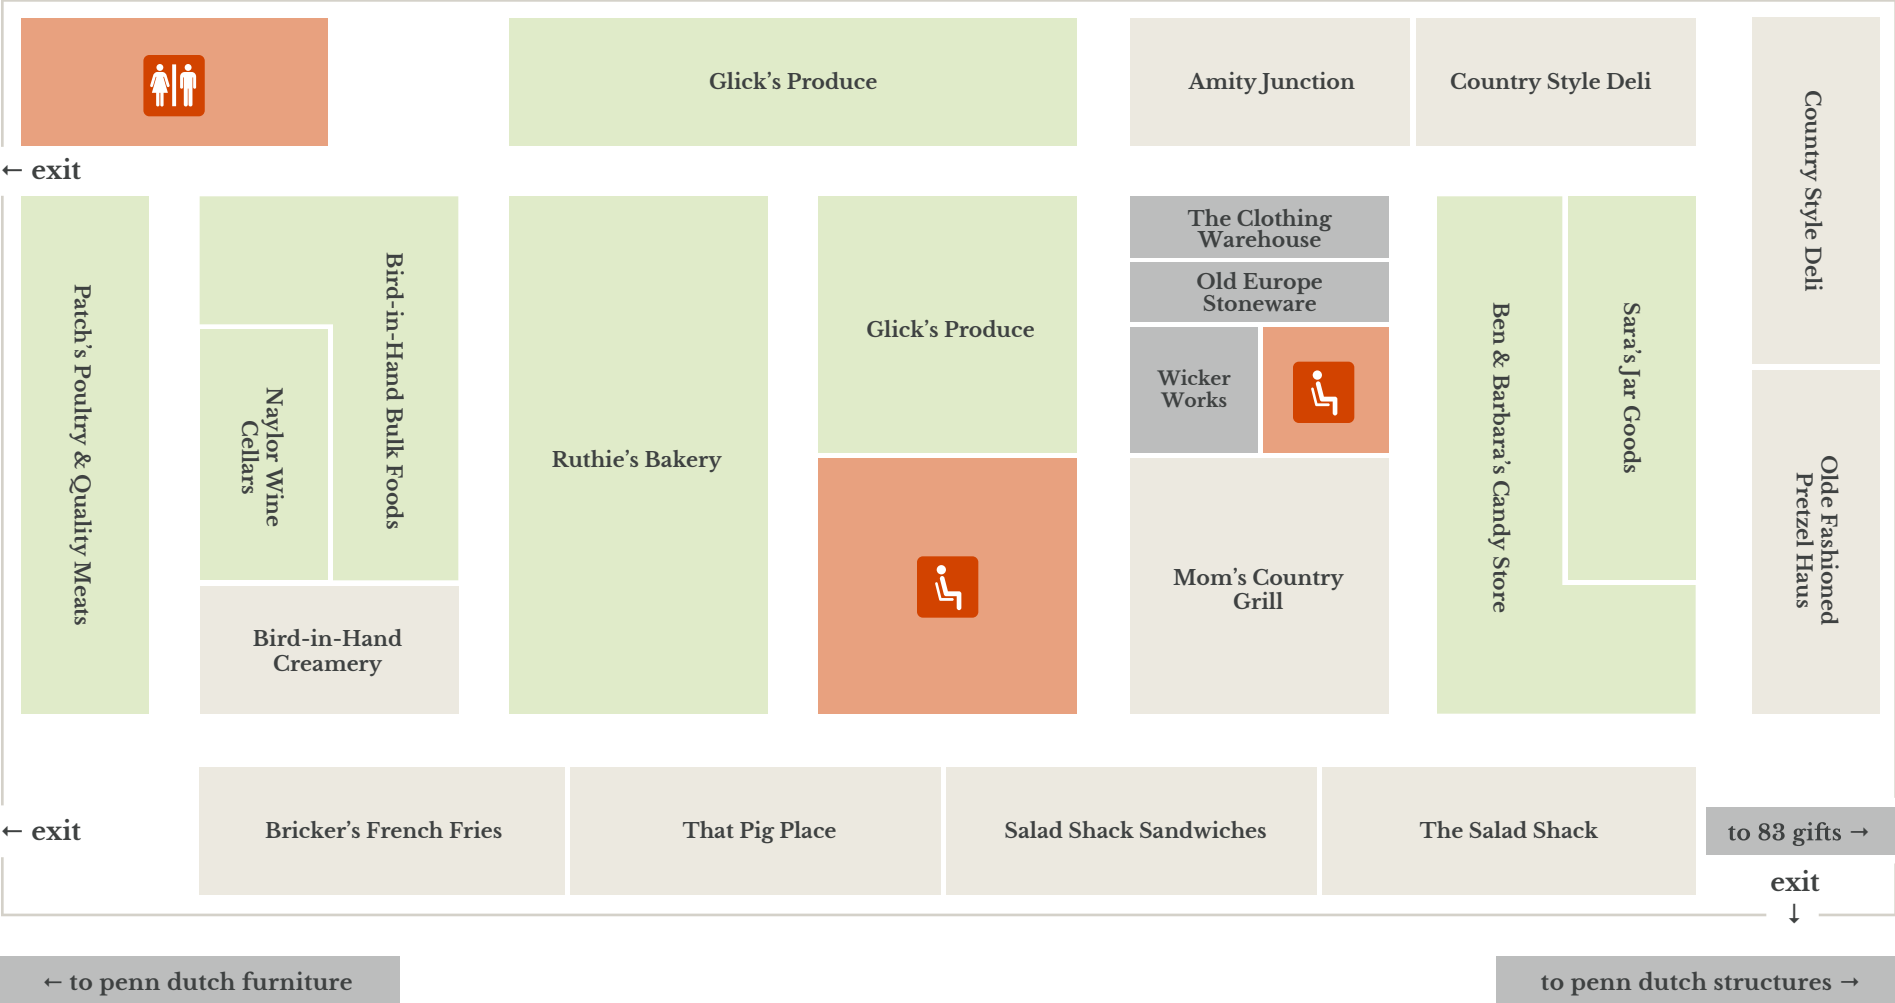 Glick’s Produce
Amity Junction
Country Style Deli
Country Style Deli
← exit
Patch’s Poultry & Quality Meats
Bird-in-Hand Bulk Foods
Naylor Wine
Cellars
Bird-in-Hand
Creamery
Ruthie’s Bakery
Glick’s Produce
The Clothing
Warehouse
Old Europe
Stoneware
Wicker
Works
Mom’s Country
Grill
Ben & Barbara’s Candy Store
Sara’s Jar Goods
Olde Fashioned
Pretzel Haus
← exit
Bricker’s French Fries
That Pig Place
Salad Shack Sandwiches
The Salad Shack
to 83 gifts →
exit
↓
← to penn dutch furniture
to penn dutch structures →